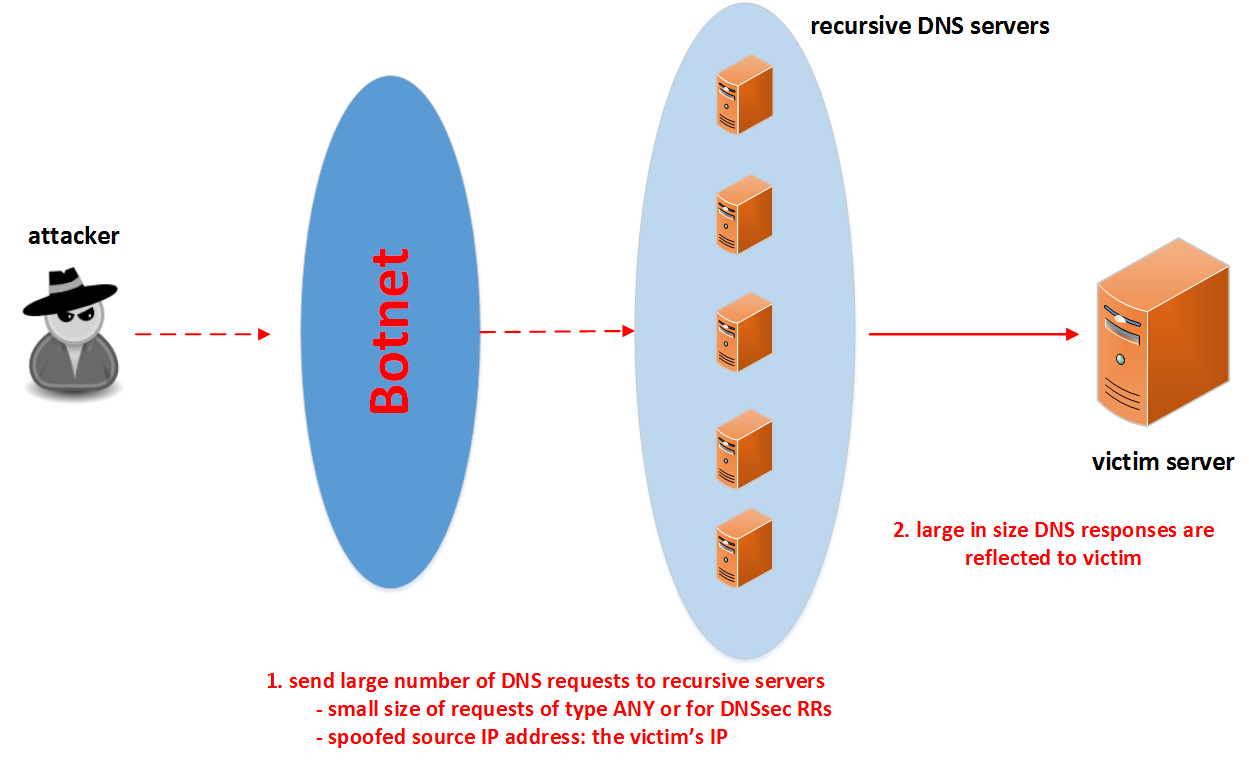 recursive DNS servers
attacker
Botnet
victim server
2. large in size DNS responses are
reflected to victim
1. send large number of DNS requests to recursive servers
- small size of requests of type ANY or for DNSsec RRs
- spoofed source IP address: the victim’s IP